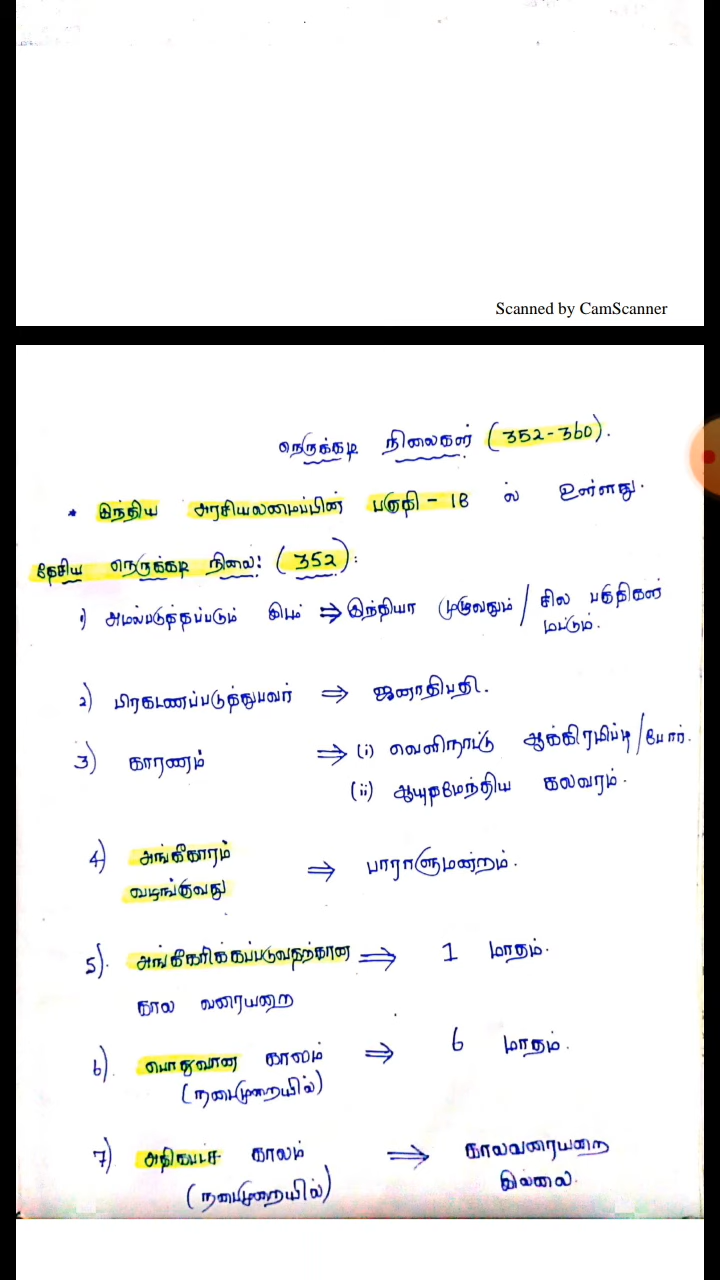 Scanned by CamScanner
நெருக்கடி நிலைகள் (352-360).
* இந்திய அரசியலமைப்பின் பகுதி - 18 ல் உள்ளது.
தேசிய நெருக்கடி நிலை: (352):
1) அமல்படுத்தப்படும் இடம் ⇒ இந்தியா முழுவதும் / சில பகுதிகள்
மட்டும்.
2) பிரகடணப்படுத்துபவர் ⇒ ஜனாதிபதி.
3) காரணம் ⇒ (i) வெளிநாட்டு ஆக்கிரமிப்பு / போர்.
(ii) ஆயுதமேந்திய கலவரம்.
4) அங்கீகாரம் ⇒ பாராளுமன்றம்.
வழங்குவது
5). அங்கீகரிக்கப்படுவதற்கான ⇒ 1 மாதம்.
கால வரையறை
6). பொதுவான காலம் ⇒ 6 மாதம்.
(நடைமுறையில்)
7) அதிகபட்ச காலம் ⇒ காலவரையறை
(நடைமுறையில்) இல்லை.